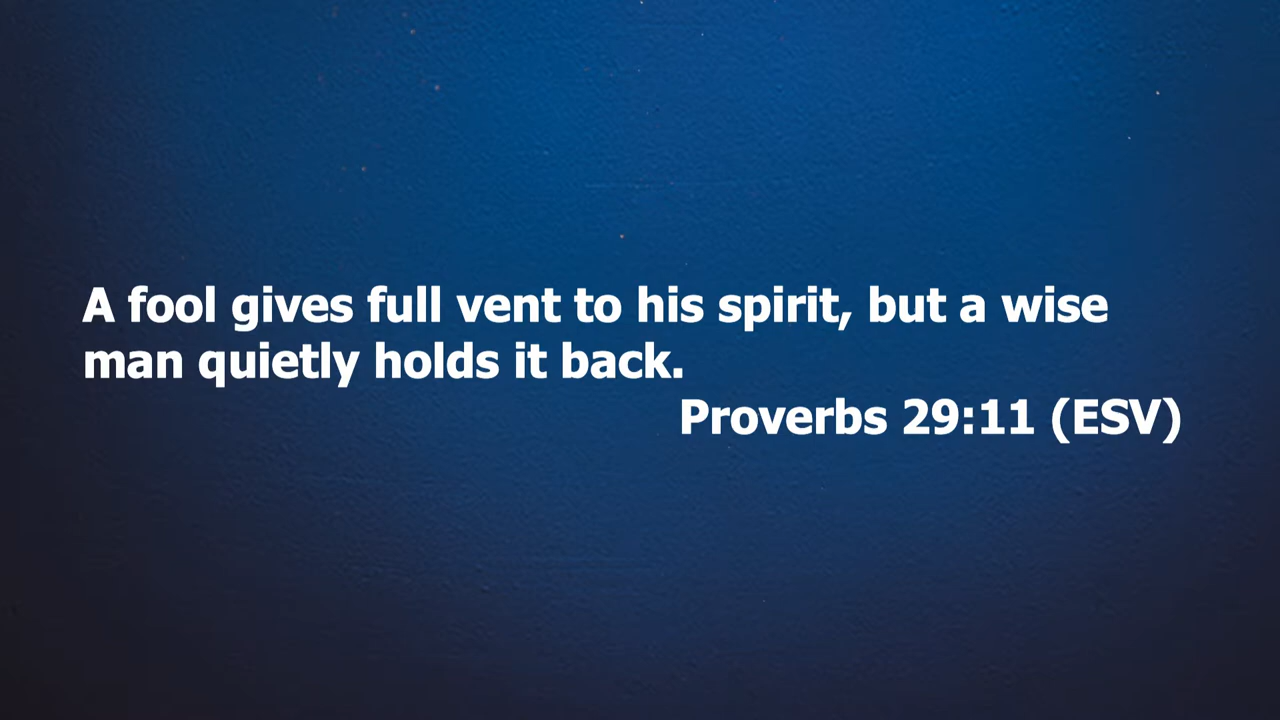 A fool gives full vent to his spirit, but a wise
man quietly holds it back.
Proverbs 29:11 (ESV)